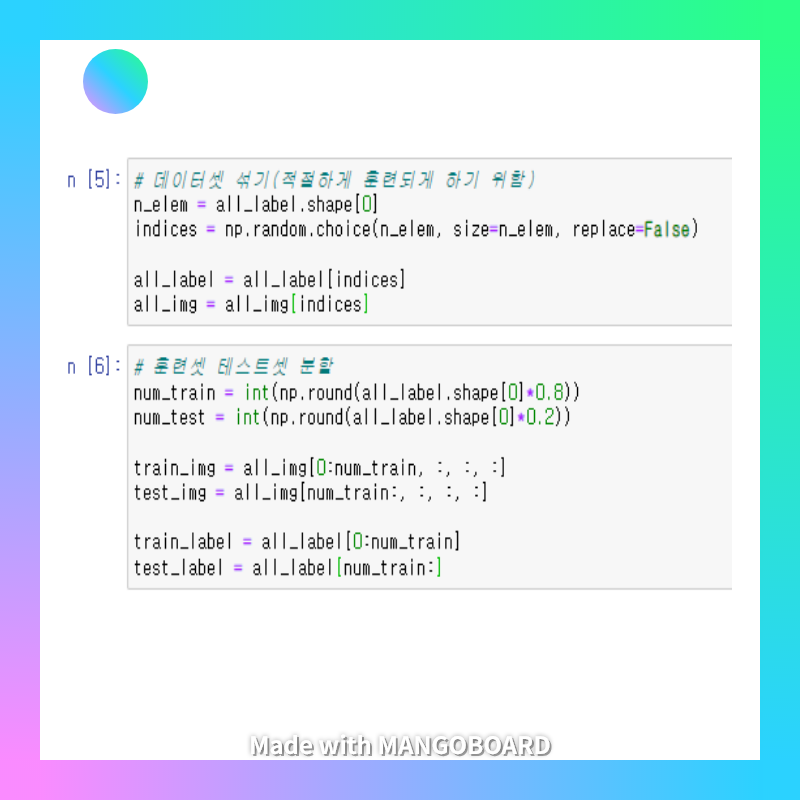 n [5]:
# 데이터셋 섞기(적절하게 훈련되게 하기 위함)
n_elem = all_label.shape[0]
indices = np.random.choice(n_elem, size=n_elem, replace=False)
all_label = all_label[indices]
all_img = all_img[indices]
n [6]:
# 훈련셋 테스트셋 분할
num_train = int(np.round(all_label.shape[0]*0.8))
num_test = int(np.round(all_label.shape[0]*0.2))
train_img = all_img[0:num_train, :, :, :]
test_img = all_img[num_train:, :, :, :]
train_label = all_label[0:num_train]
test_label = all_label[num_train:]
Made with MANGOBOARD